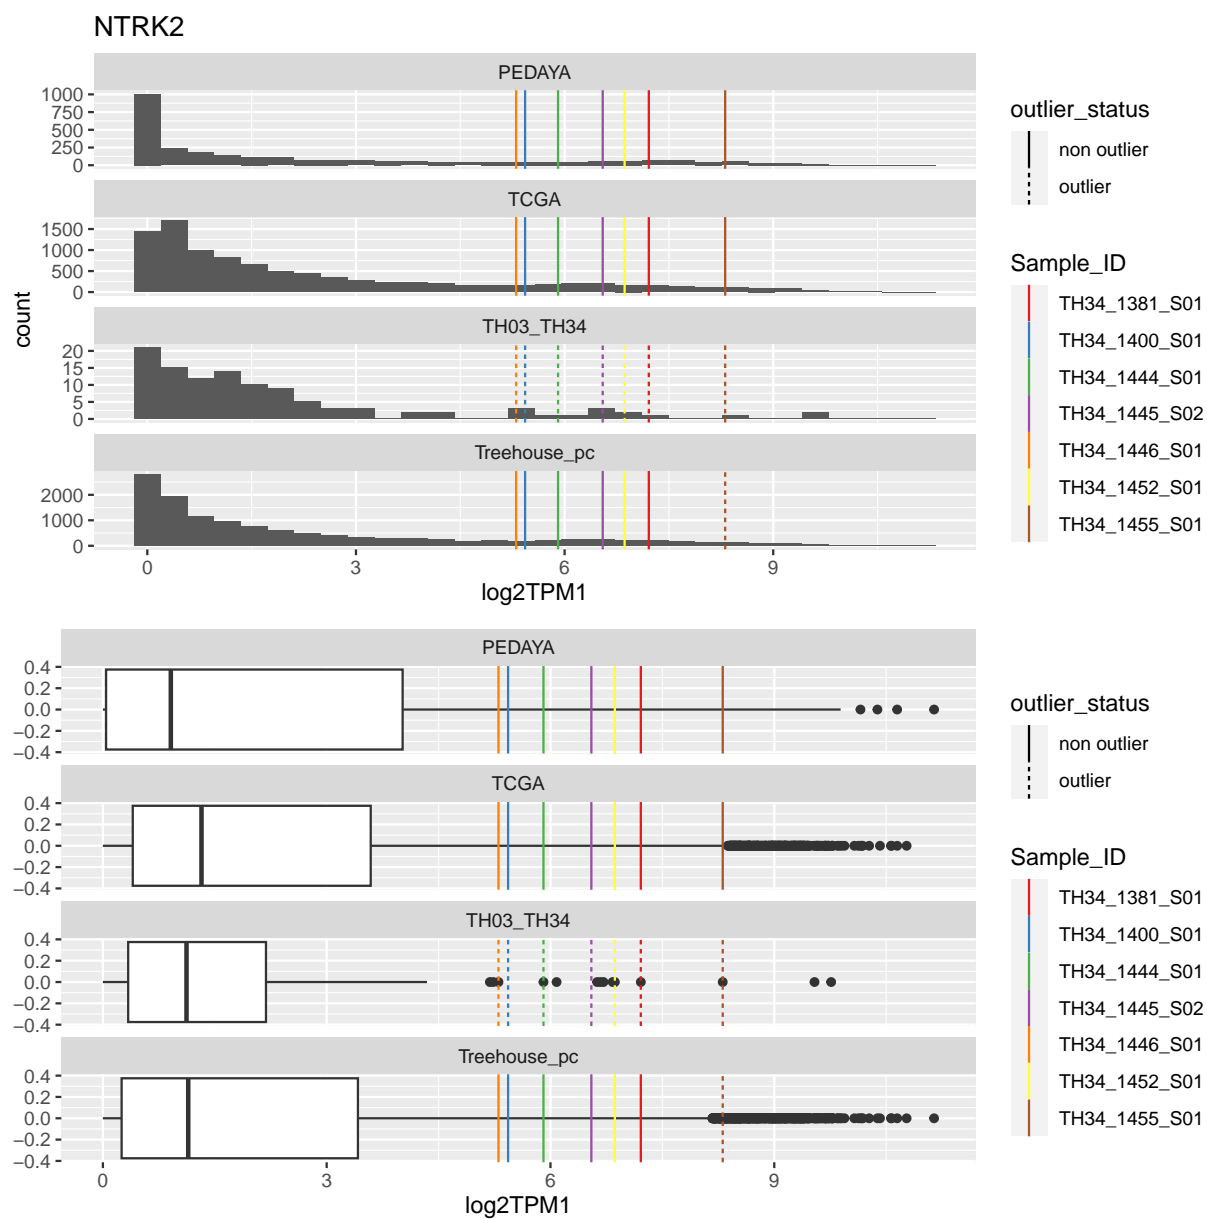 NTRK2
PEDAYA
1000
750
500
250
0
TCGA
1500
1000
500
0
TH03_TH34
20
15
10
5
0
Treehouse_pc
2000
1000
0
count
0 3 6 9
log2TPM1
outlier_status
non outlier
outlier
Sample_ID
TH34_1381_S01
TH34_1400_S01
TH34_1444_S01
TH34_1445_S02
TH34_1446_S01
TH34_1452_S01
TH34_1455_S01
PEDAYA
0.4
0.2
0.0
−0.2
−0.4
TCGA
0.4
0.2
0.0
−0.2
−0.4
TH03_TH34
0.4
0.2
0.0
−0.2
−0.4
Treehouse_pc
0.4
0.2
0.0
−0.2
−0.4
0 3 6 9
log2TPM1
outlier_status
non outlier
outlier
Sample_ID
TH34_1381_S01
TH34_1400_S01
TH34_1444_S01
TH34_1445_S02
TH34_1446_S01
TH34_1452_S01
TH34_1455_S01